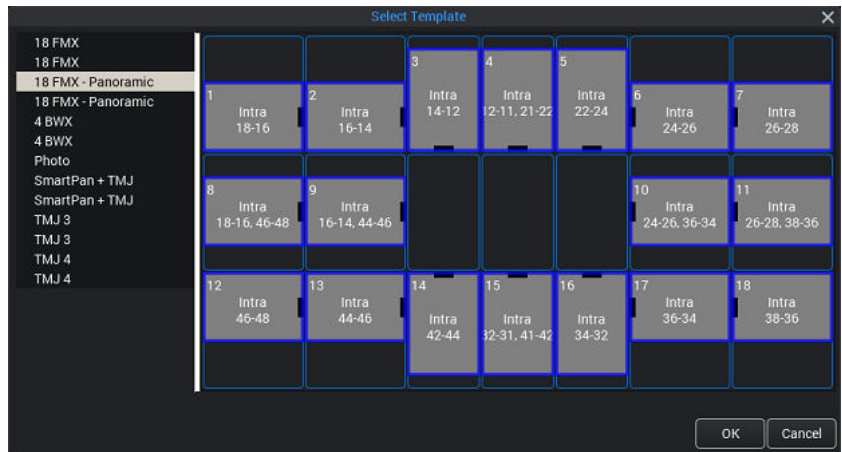 Select Template
18 FMX
18 FMX
18 FMX - Panoramic
18 FMX - Panoramic
4 BWX
4 BWX
Photo
SmartPan + TMJ
SmartPan + TMJ
TMJ 3
TMJ 3
TMJ 4
TMJ 4
1
Intra
18-16
2
Intra
16-14
3
Intra
14-12
4
Intra
12-11, 21-22
5
Intra
22-24
6
Intra
24-26
7
Intra
26-28
8
Intra
18-16, 46-48
9
Intra
16-14, 44-46
10
Intra
24-26, 36-34
11
Intra
26-28, 38-36
12
Intra
46-48
13
Intra
44-46
14
Intra
42-44
15
Intra
32-31, 41-42
16
Intra
34-32
17
Intra
36-34
18
Intra
38-36
OK
Cancel